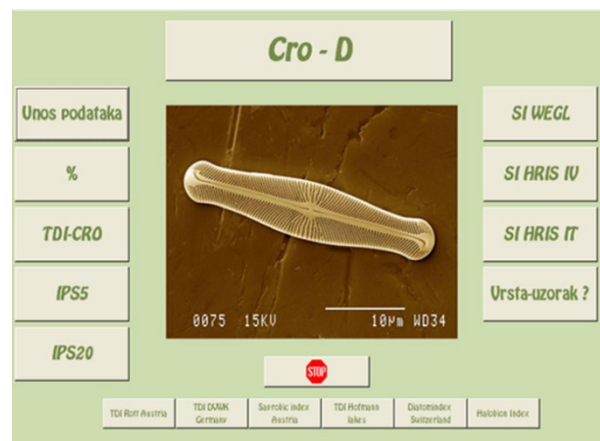 Cro - D
Unos podataka
%
TDI-CRO
IPS5
IPS20
SI WEGL
SI HRIS IV
SI HRIS IT
Vrsta-uzorak ?
0075 15KV 10µm WD34
STOP
TDI Rott Austria
TDI DVWK
Germany
Saprobic index
Austria
TDI Hofmann
lakes
Diatomindex
Switzerland
Halobion Index